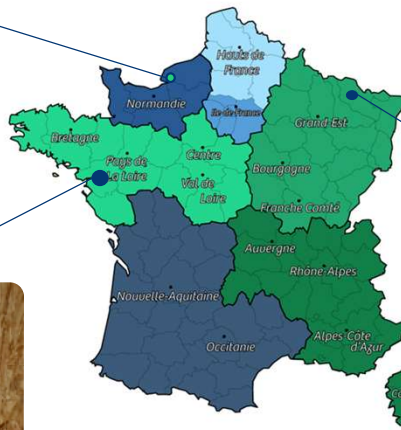 Hauts de
France
Normandie
Ile de France
Grand Est
Bretagne
Pays de
La Loire
Centre
Val de
Loire
Bourgogne
Franche Comté
Auvergne
Rhône-Alpes
Nouvelle-Aquitaine
Occitanie
Alpes-Côte
d'Azur